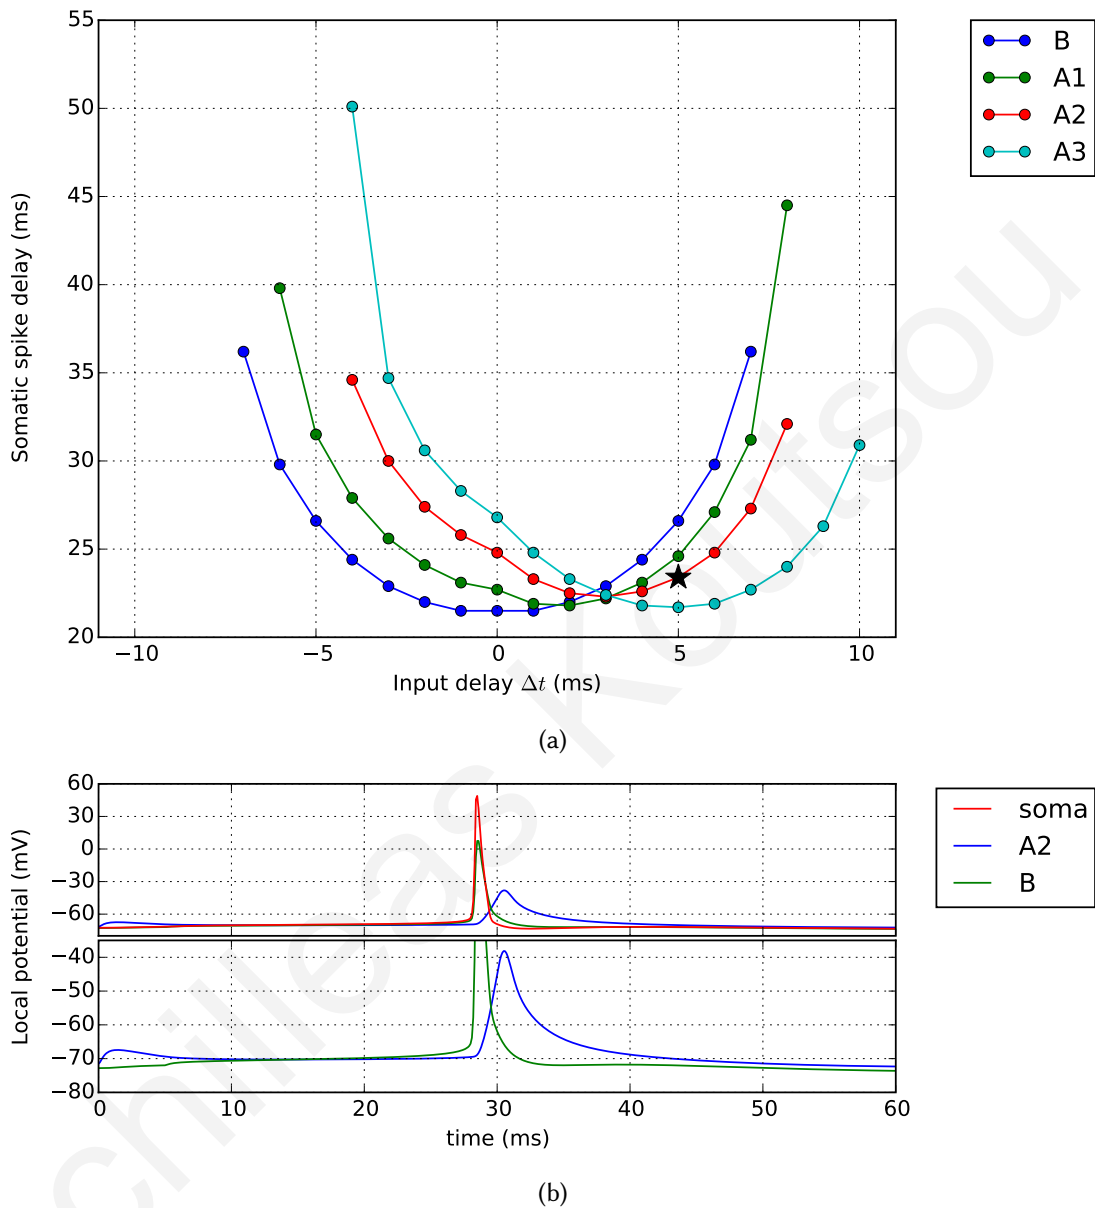 55
50
45
40
35
30
25
20
−10
−5
0
5
10
Somatic spike delay (ms)
Input delay Δt (ms)
B
A1
A2
A3
(a)
60
30
0
−30
−60
−40
−50
−60
−70
−80
0
10
20
30
40
50
60
Local potential (mV)
time (ms)
soma
A2
B
(b)
chilleas Koutsou